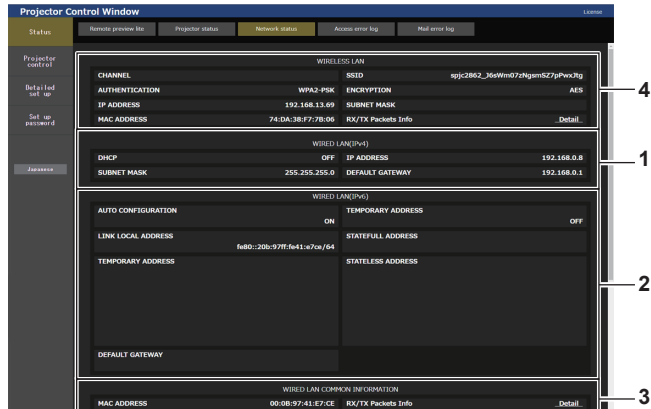 Projector Control Window
License
Status
Remote preview lite
Projector status
Network status
Access error log
Mail error log
Projector
control
Detailed
set up
Set up
password
Japanese
WIRELESS LAN
CHANNEL
SSID spjc2862_J6sWm07zNgsmSZ7pPwxJtg
AUTHENTICATION WPA2-PSK
ENCRYPTION AES
IP ADDRESS 192.168.13.69
SUBNET MASK
MAC ADDRESS 74:DA:38:F7:7B:06
RX/TX Packets Info Detail
4
WIRED LAN(IPv4)
DHCP OFF
IP ADDRESS 192.168.0.8
SUBNET MASK 255.255.255.0
DEFAULT GATEWAY 192.168.0.1
1
WIRED LAN(IPv6)
AUTO CONFIGURATION
ON
TEMPORARY ADDRESS
OFF
LINK LOCAL ADDRESS
fe80::20b:97ff:fe41:e7ce/64
STATEFULL ADDRESS
TEMPORARY ADDRESS
STATELESS ADDRESS
DEFAULT GATEWAY
2
WIRED LAN COMMON INFORMATION
MAC ADDRESS 00:0B:97:41:E7:CE
RX/TX Packets Info Detail
3